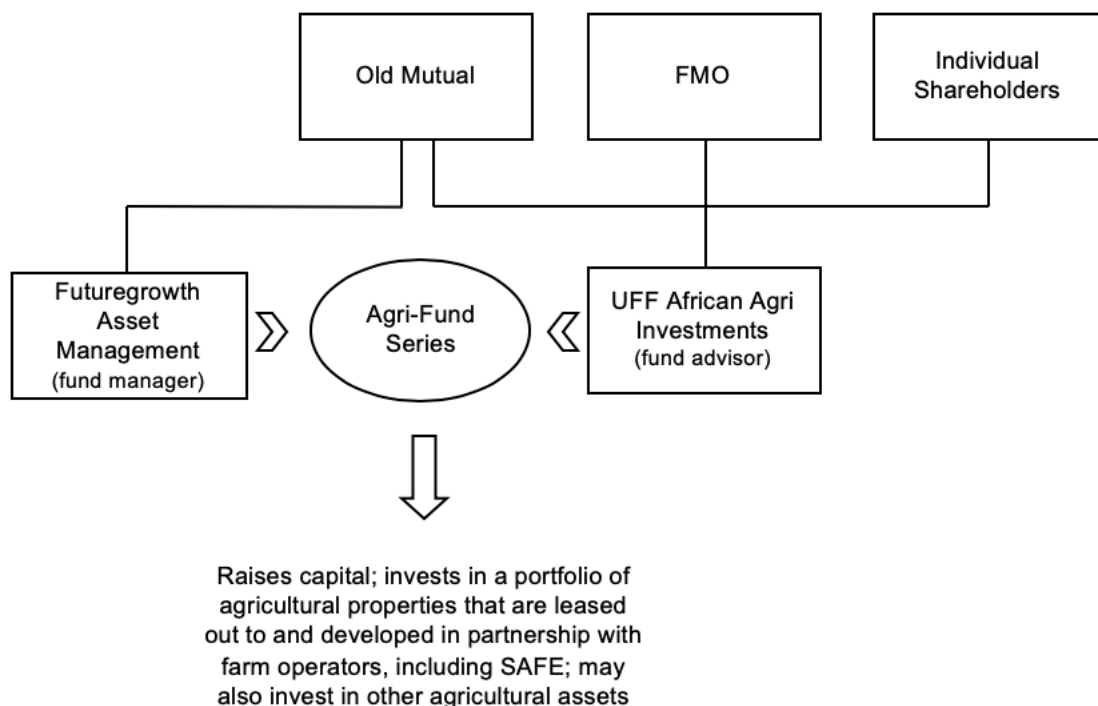 Old Mutual
FMO
Individual
Shareholders
Futuregrowth
Asset
Management
(fund manager)
Agri-Fund
Series
UFF African Agri
Investments
(fund advisor)
Raises capital; invests in a portfolio of
agricultural properties that are leased
out to and developed in partnership with
farm operators, including SAFE; may
also invest in other agricultural assets